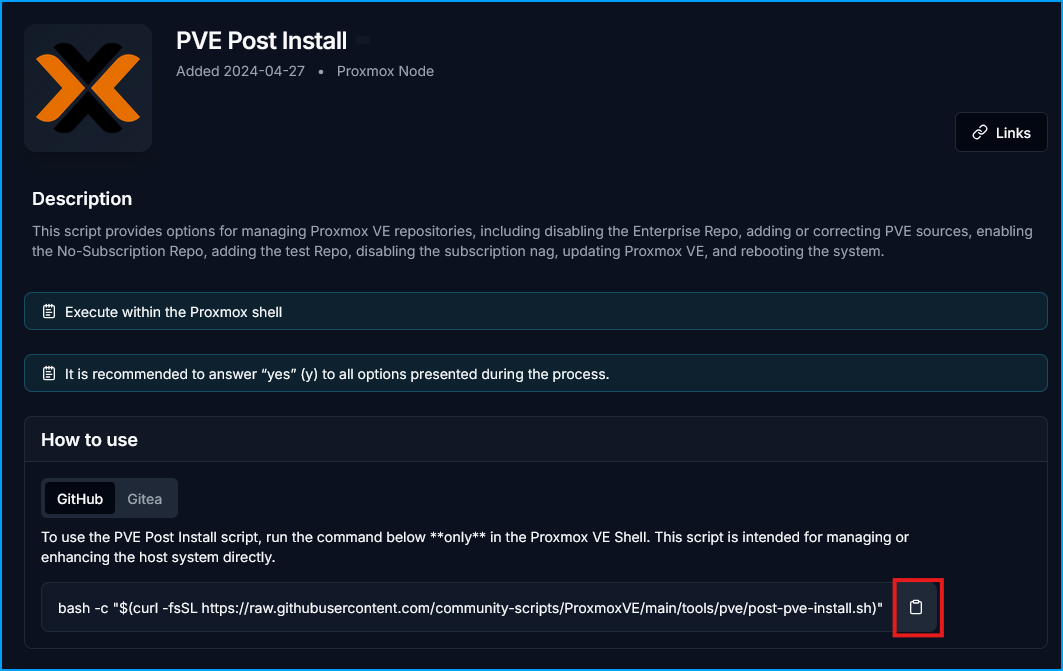 PVE Post Install
Added 2024-04-27 • Proxmox Node
Links
Description
This script provides options for managing Proxmox VE repositories, including disabling the Enterprise Repo, adding or correcting PVE sources, enabling
the No-Subscription Repo, adding the test Repo, disabling the subscription nag, updating Proxmox VE, and rebooting the system.
Execute within the Proxmox shell
It is recommended to answer “yes” (y) to all options presented during the process.
How to use
GitHub Gitea
To use the PVE Post Install script, run the command below **only** in the Proxmox VE Shell. This script is intended for managing or
enhancing the host system directly.
bash -c "$(curl -fsSL https://raw.githubusercontent.com/community-scripts/ProxmoxVE/main/tools/pve/post-pve-install.sh)"